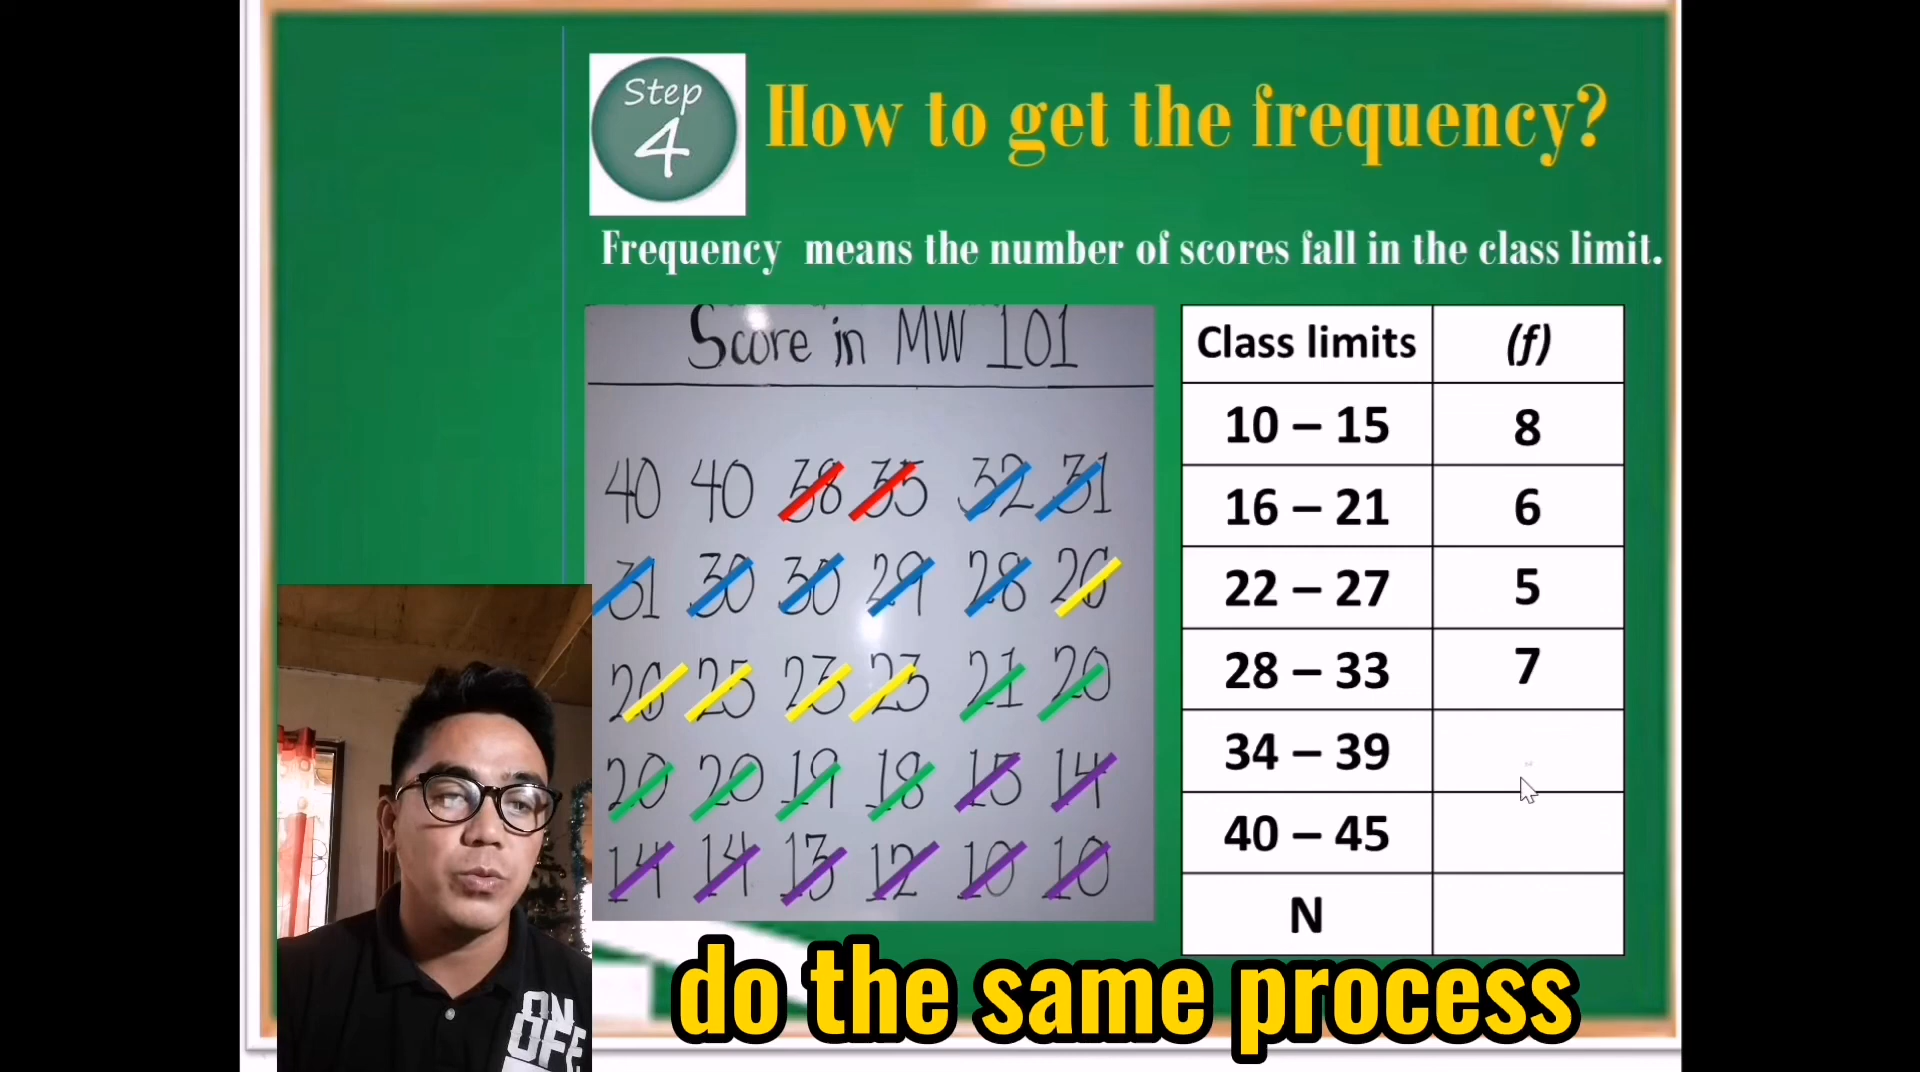 Step
4
How to get the frequency?
Frequency means the number of scores fall in the class limit.
Score in MW 101
40 40 38 35 32 31
31 30 30 29 28 26
26 25 23 23 21 20
20 20 19 18 15 14
14 14 13 12 10 10
Class limits (f)
10 – 15 8
16 – 21 6
22 – 27 5
28 – 33 7
34 – 39
40 – 45
N
ON
OFF
do the same process